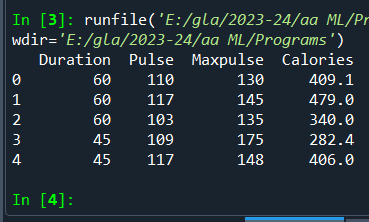 In [3]: runfile('E:/gla/2023-24/aa ML/Pr
wdir='E:/gla/2023-24/aa ML/Programs')
Duration Pulse Maxpulse Calories
0 60 110 130 409.1
1 60 117 145 479.0
2 60 103 135 340.0
3 45 109 175 282.4
4 45 117 148 406.0
In [4]: